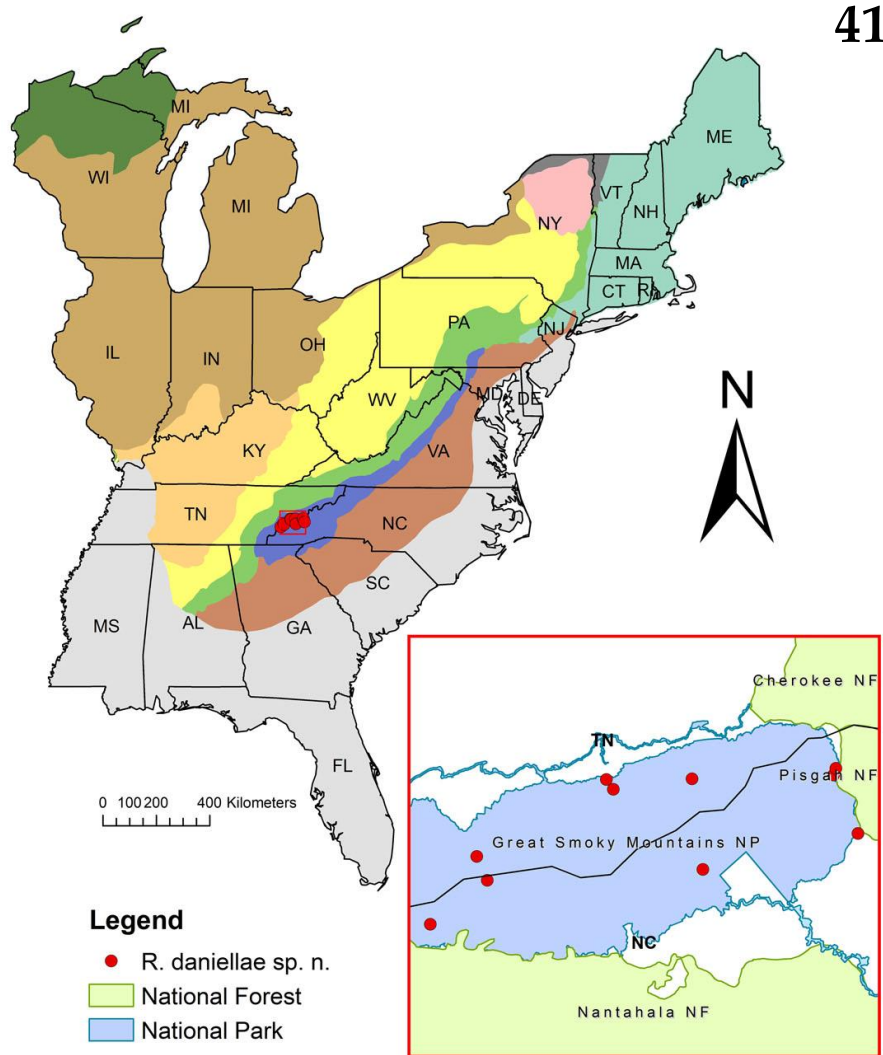 41
ME
MI
WI
VT
MI
NH
NY
MA
CT
RI
PA
NJ
OH
IL
IN
WV
MD
DE
KY
VA
TN
NC
SC
MS
AL
GA
FL
N
0 100 200 400 Kilometers
Legend
R. daniellae sp. n.
National Forest
National Park
Cherokee NF
TN
Pisgah NF
Great Smoky Mountains NP
NC
Nantahala NF